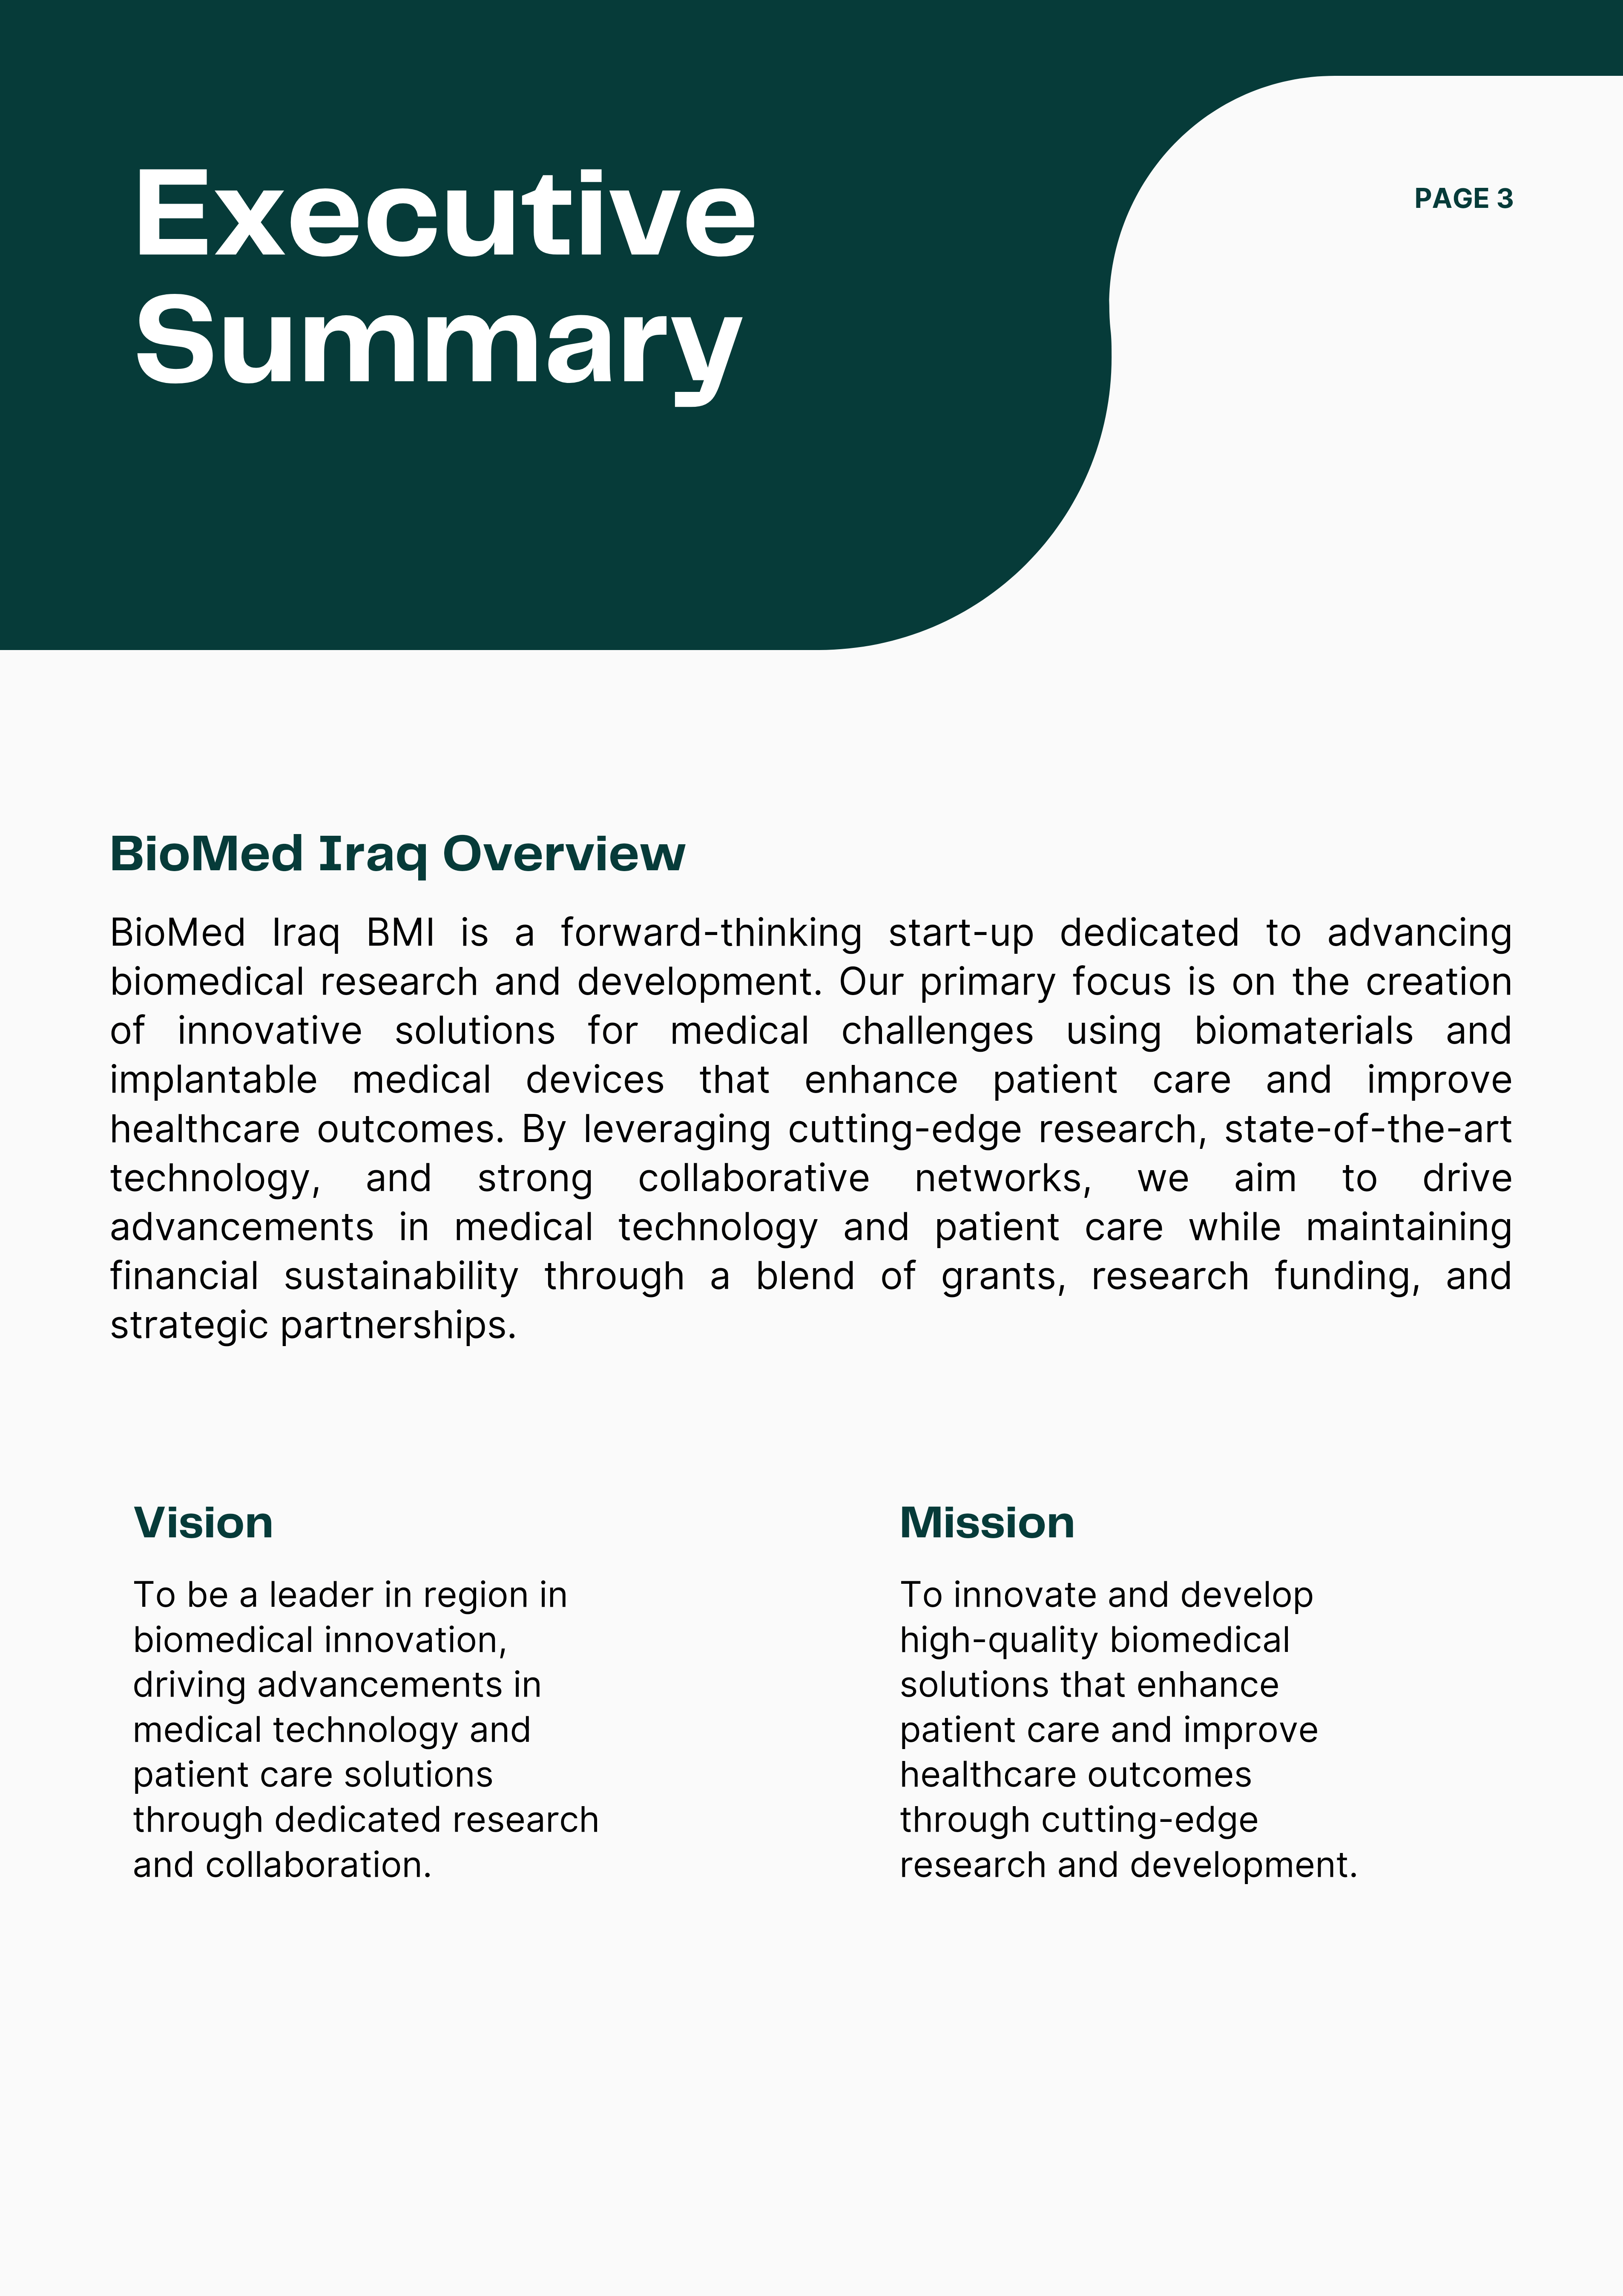 Executive
Summary
PAGE 3
BioMed Iraq Overview
BioMed Iraq BMI is a forward-thinking start-up dedicated to advancing
biomedical research and development. Our primary focus is on the creation
of innovative solutions for medical challenges using biomaterials and
implantable medical devices that enhance patient care and improve
healthcare outcomes. By leveraging cutting-edge research, state-of-the-art
technology, and strong collaborative networks, we aim to drive
advancements in medical technology and patient care while maintaining
financial sustainability through a blend of grants, research funding, and
strategic partnerships.
Vision
To be a leader in region in
biomedical innovation,
driving advancements in
medical technology and
patient care solutions
through dedicated research
and collaboration.
Mission
To innovate and develop
high-quality biomedical
solutions that enhance
patient care and improve
healthcare outcomes
through cutting-edge
research and development.